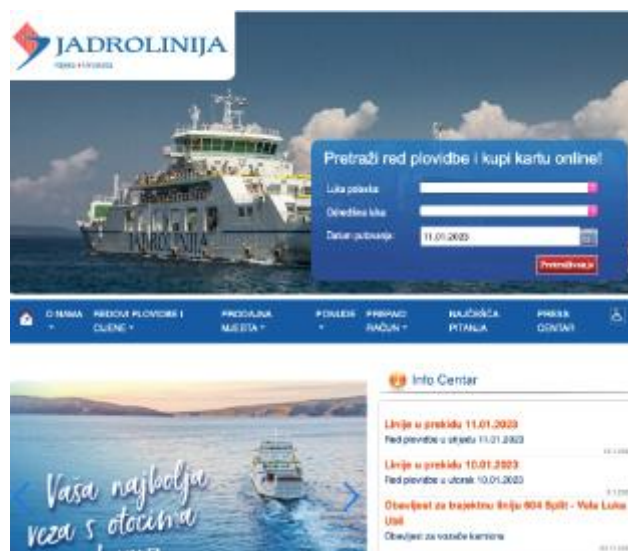 JADROLINIJA
JADROLINIJA
Pretraži red plovidbe i kupi kartu online!
Luka polaska:
Odredišna luka:
Datum putovanja:
11.01.2023
Pretraživanje
O NAMA REDOVI PLOVIDBE I CIJENE PRODAJNA MJESTA PONUDE PREPAID RAČUN NAJČEŠĆA PITANJA PRESS CENTAR
Info Centar
Linije u prekidu 11.01.2023
Red plovidbe u srijedu 11.01.2023
Linije u prekidu 10.01.2023
Red plovidbe u utorak 10.01.2023
Obavijest za trajektnu liniju 604 Split - Vela Luka
Ubli
Obavijest za vozače kamiona
Vaša najbolja
veza s otocima